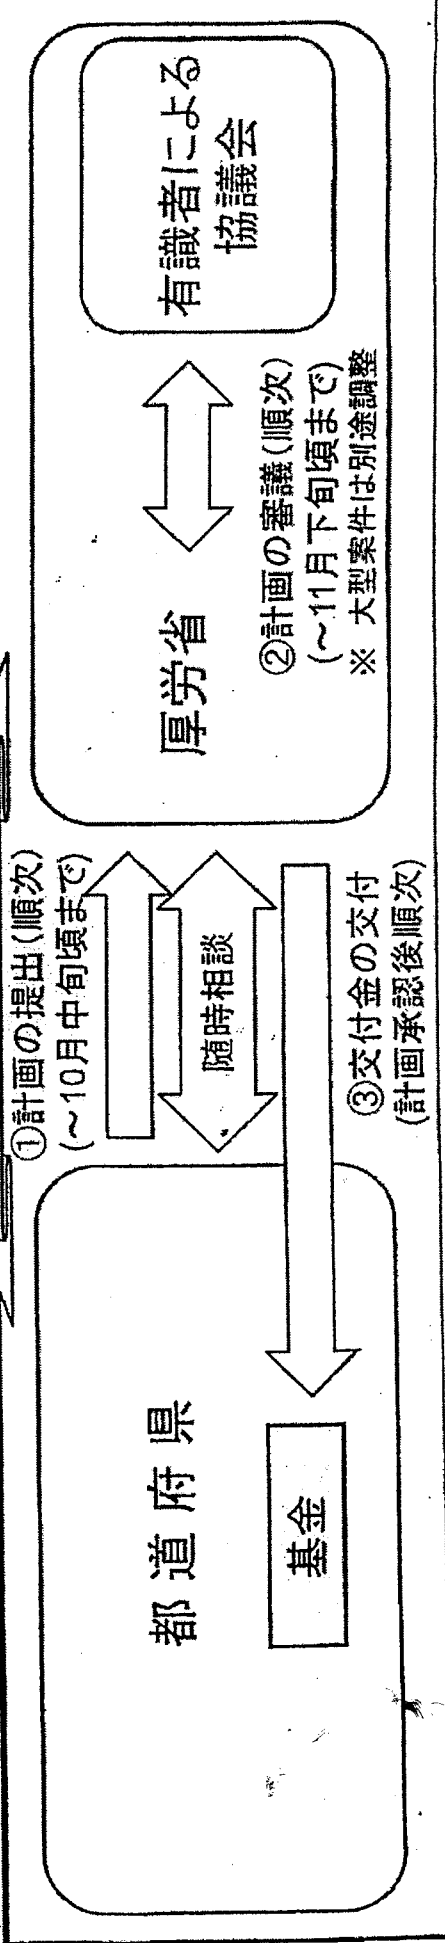 都道府県
基金
①計画の提出(順次)
(～10月中旬頃まで)
随時相談
③交付金の交付
(計画承認後順次)
厚労省
②計画の審議(順次)
(～11月下旬頃まで)
※ 大型案件は別途調整
有識者による
協議会